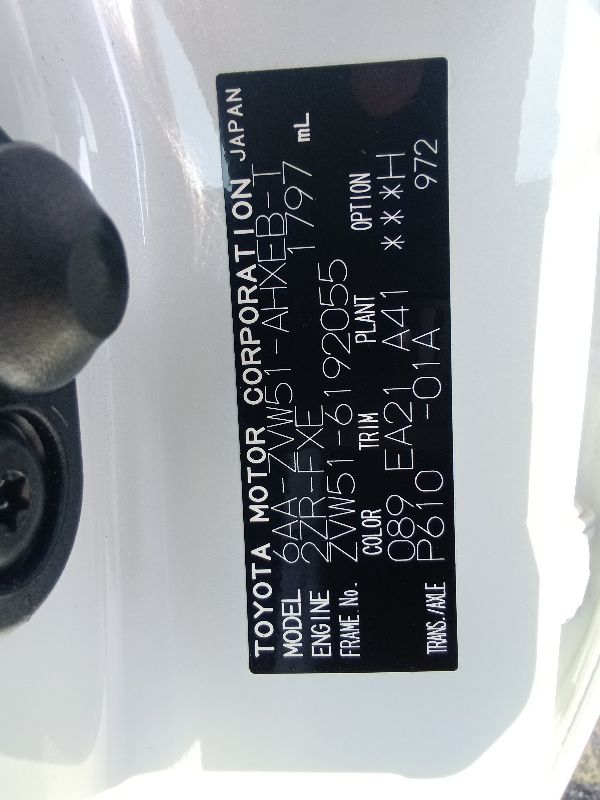 TOYOTA MOTOR CORPORATION JAPAN
MODEL 6AA-ZVW51-AHXEB-T
ENGINE 2ZR-FXE 1797 mL
FRAME No. ZVW51-6192055
COLOR TRIM PLANT OPTION
089 EA21 A41 ***H
TRANS./AXLE P610 -01A 972